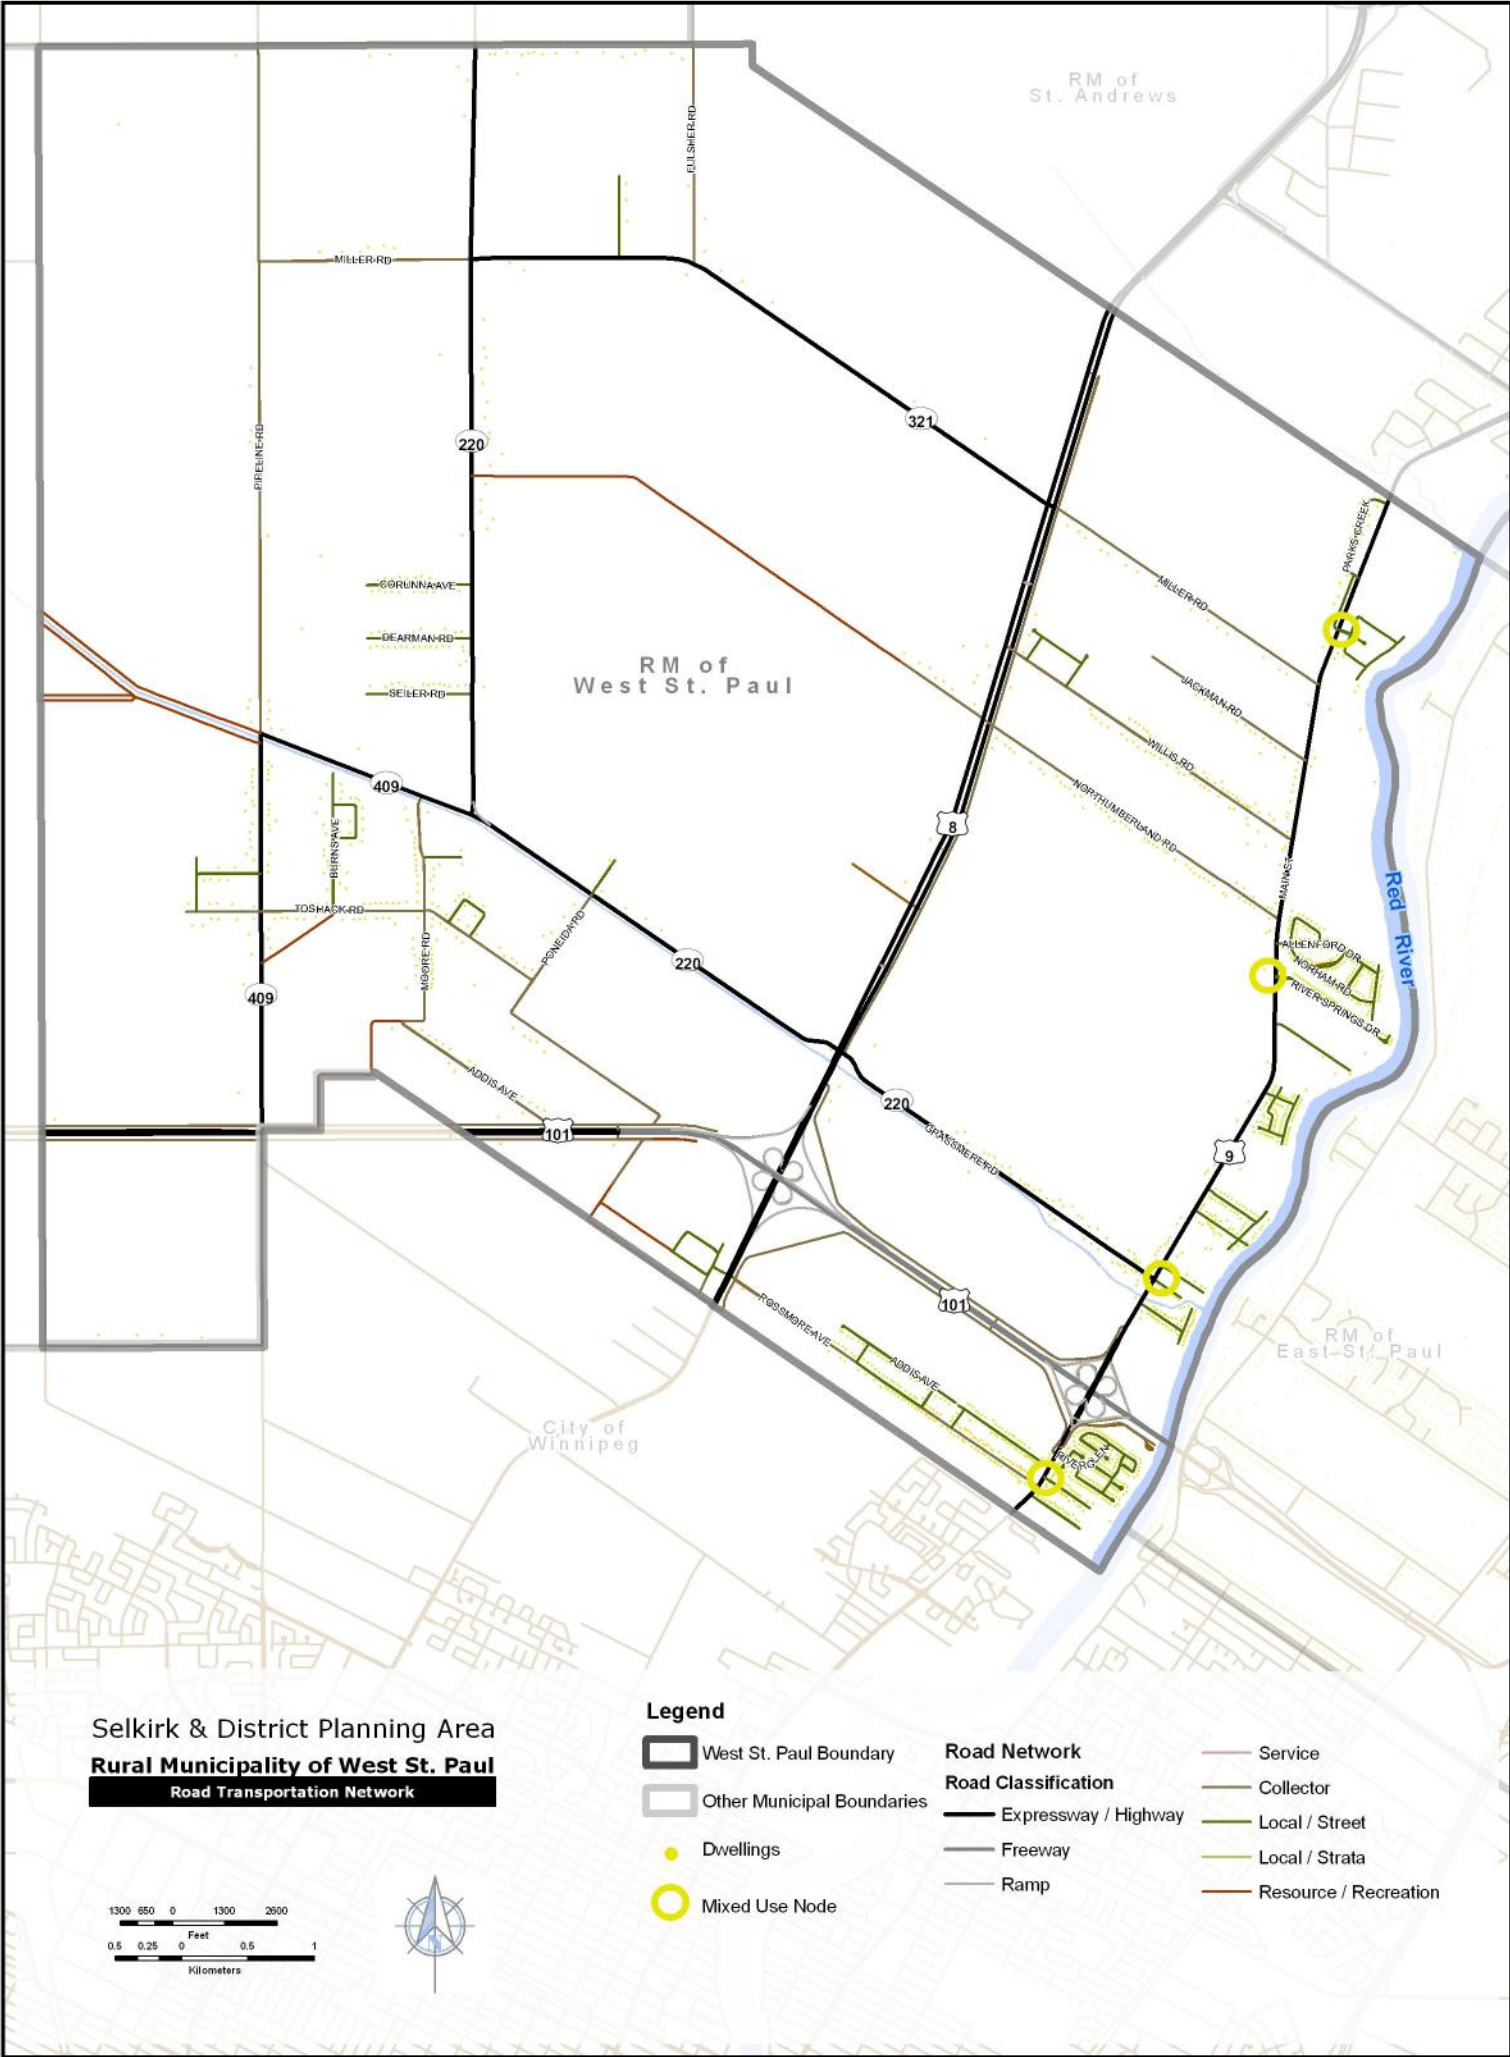 RM of
St. Andrews
FULSHER RD
MILLER RD
321
PIPELINE RD
220
PARKS CREEK
CORUNNA AVE
MILLER RD
DEARMAN RD
RM of
West St. Paul
SEILER RD
JACKMAN RD
WILLIS RD
409
NORTHUMBERLAND RD
8
BURNS AVE
MAIN ST
Red River
TOSHACK RD
MOORE RD
220
ALLENFORD DR
NORHAM RD
RIVER SPRINGS DR
409
ADDIS AVE
220
101
GRASSMERE RD
9
101
ROSSMORE AVE
ADDIS AVE
RM of
East St. Paul
City of
Winnipeg
RIVERGLEN
Selkirk & District Planning Area
Rural Municipality of West St. Paul
Road Transportation Network
1300 650 0 1300 2600
Feet
0.5 0.25 0 0.5 1
Kilometers
N
Legend
West St. Paul Boundary
Other Municipal Boundaries
Dwellings
Mixed Use Node
Road Network
Road Classification
Expressway / Highway
Freeway
Ramp
Service
Collector
Local / Street
Local / Strata
Resource / Recreation